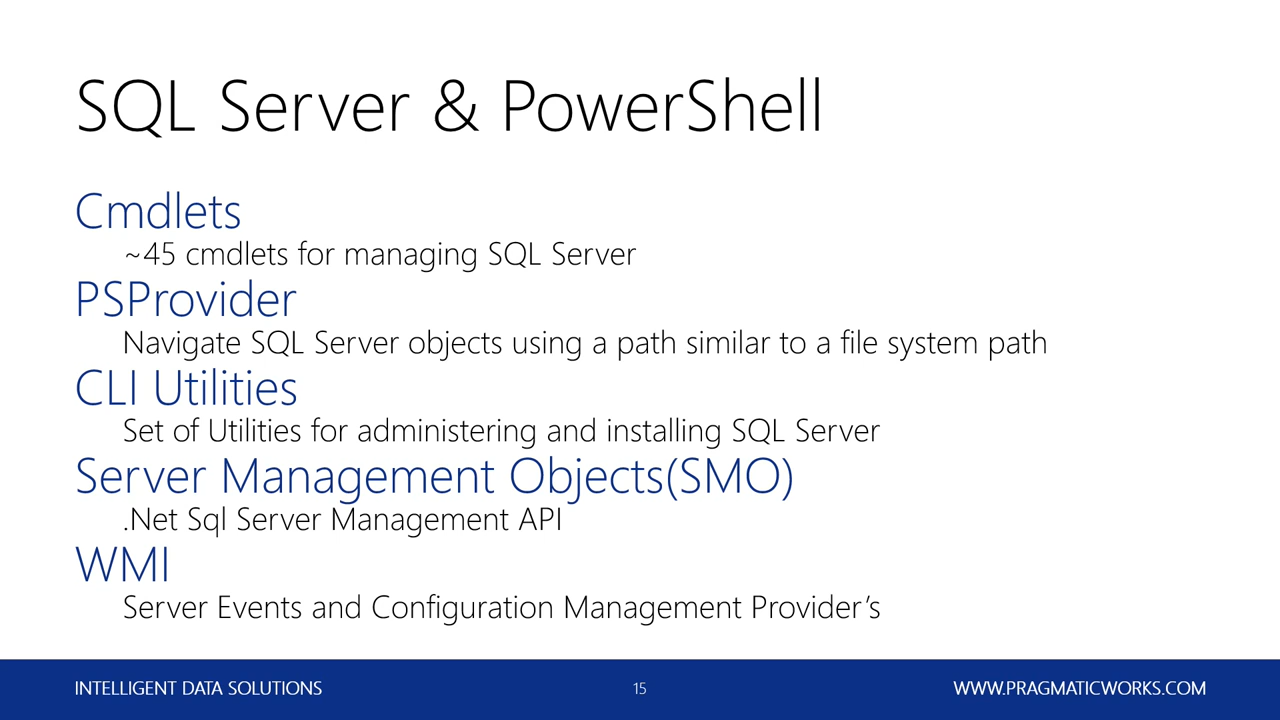 SQL Server & PowerShell
Cmdlets
~45 cmdlets for managing SQL Server
PSProvider
Navigate SQL Server objects using a path similar to a file system path
CLI Utilities
Set of Utilities for administering and installing SQL Server
Server Management Objects(SMO)
.Net Sql Server Management API
WMI
Server Events and Configuration Management Provider’s
INTELLIGENT DATA SOLUTIONS
15
WWW.PRAGMATICWORKS.COM